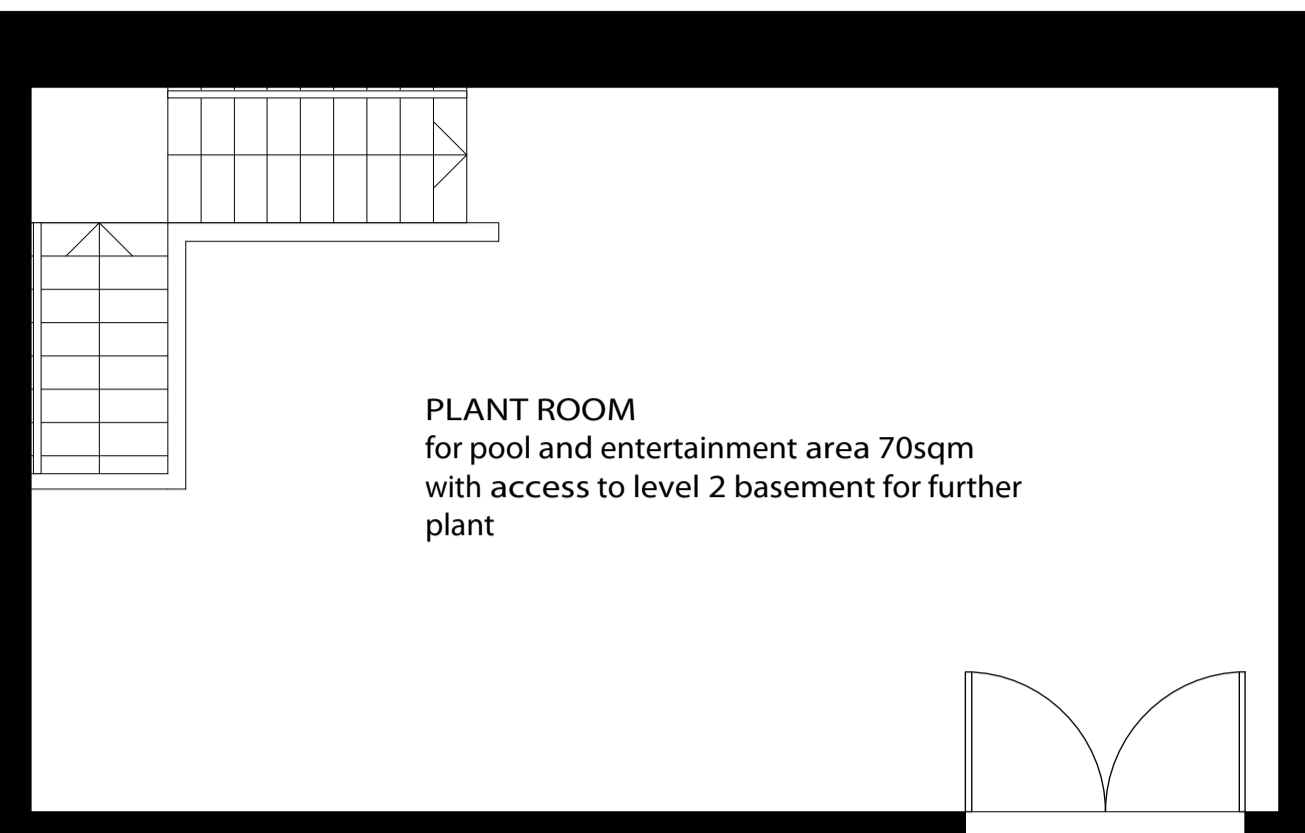 PLANT ROOM
for pool and entertainment area 70sqm
with access to level 2 basement for further
plant